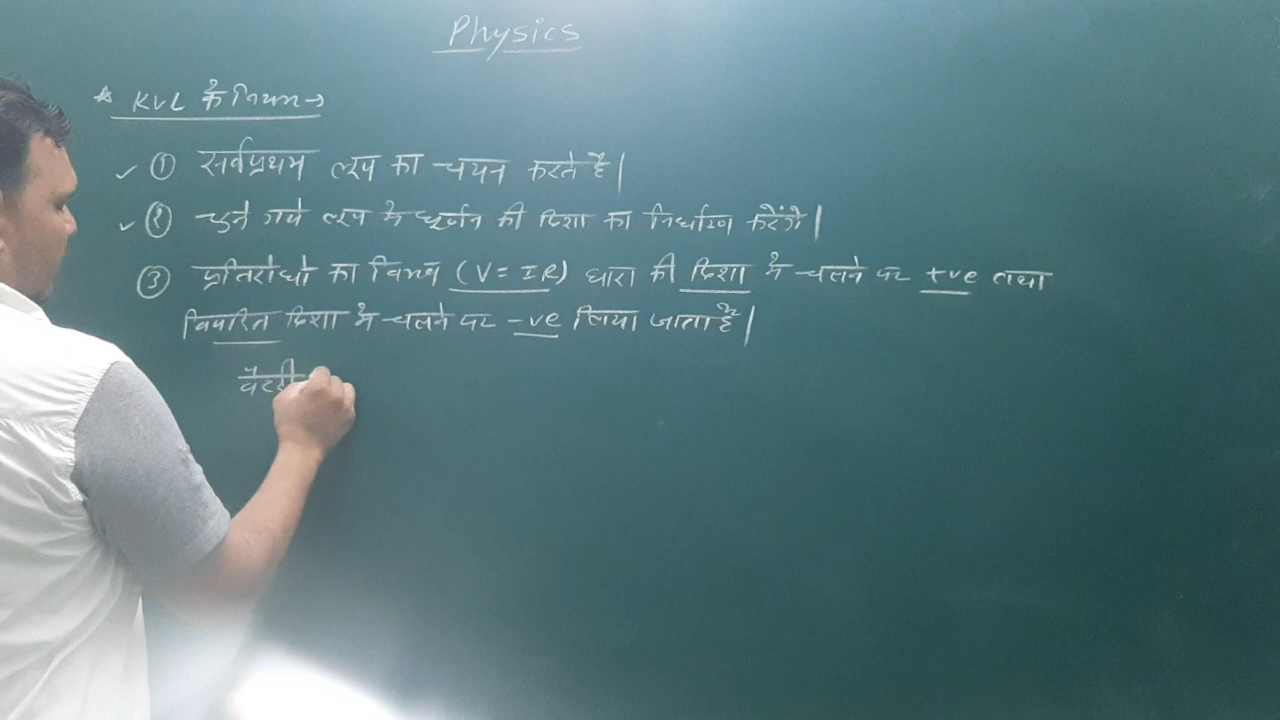 Physics
* KVL के नियम →
✓ ① सर्वप्रथम लूप का चयन करते है|
✓ ② चुने गये लूप के घूर्णन की दिशा का निर्धारण करेंगे|
③ प्रतिरोधो का विभव (V = IR) धारा की दिशा मे चलने पर +ve तथा
विपरित दिशा मे चलने पर -ve लिया जाता है|
बैटरी